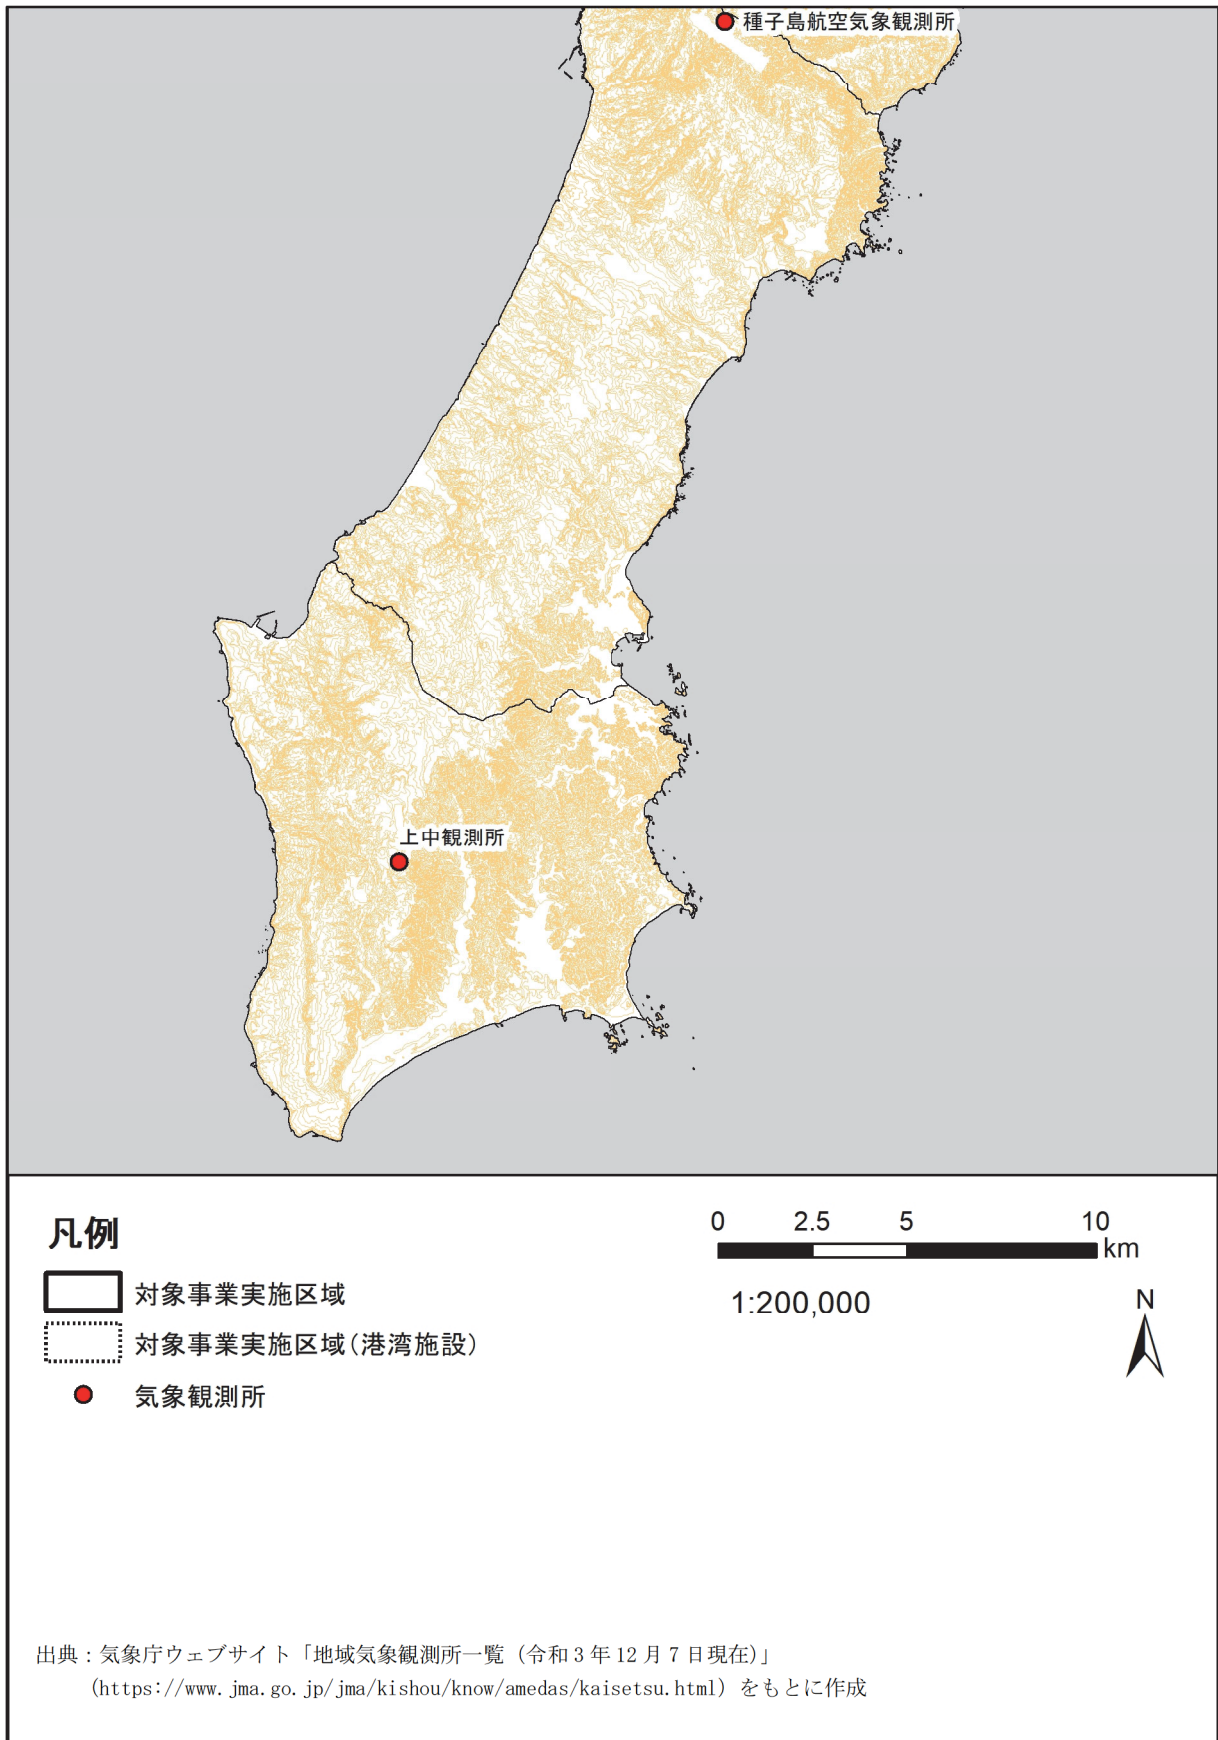 種子島航空気象観測所
上中観測所
凡例
対象事業実施区域
対象事業実施区域(港湾施設)
気象観測所
0 2.5 5 10
km
1:200,000
N
出典：気象庁ウェブサイト「地域気象観測所一覧（令和3年12月7日現在)」
(https://www.jma.go.jp/jma/kishou/know/amedas/kaisetsu.html) をもとに作成